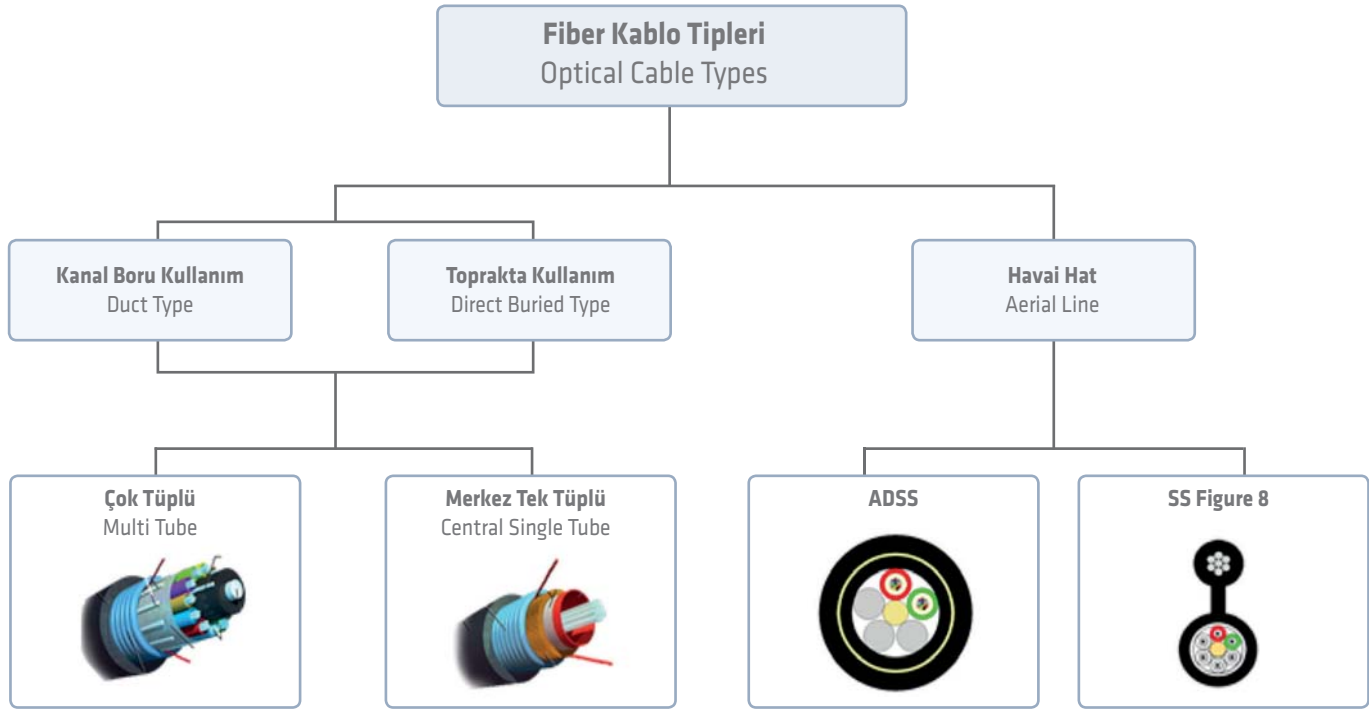 Fiber Kablo Tipleri
Optical Cable Types
Kanal Boru Kullanım
Duct Type
Toprakta Kullanım
Direct Buried Type
Havai Hat
Aerial Line
Çok Tüplü
Multi Tube
Merkez Tek Tüplü
Central Single Tube
ADSS
SS Figure 8